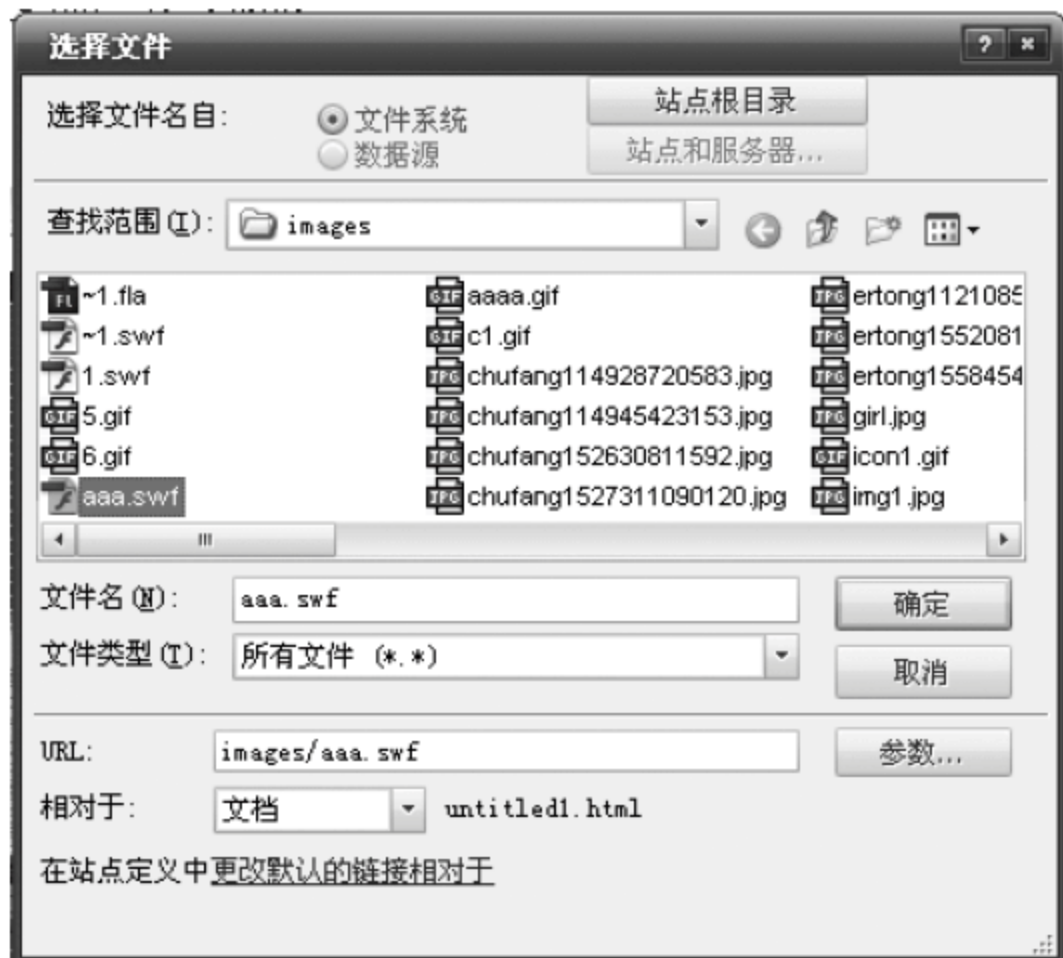 选择文件
选择文件名自:
文件系统
站点根目录
数据源
站点和服务器...
查找范围(I):
images
~1.fla
~1.swf
1.swf
5.gif
6.gif
aaa.swf
aaaa.gif
c1.gif
chufang114928720583.jpg
chufang114945423153.jpg
chufang152630811592.jpg
chufang1527311090120.jpg
ertong1121085
ertong1552081
ertong1558454
girl.jpg
icon1.gif
img1.jpg
文件名(N):
aaa.swf
确定
文件类型(T):
所有文件 (*.*)
取消
URL:
images/aaa.swf
参数...
相对于:
文档
untitled1.html
在站点定义中更改默认的链接相对于